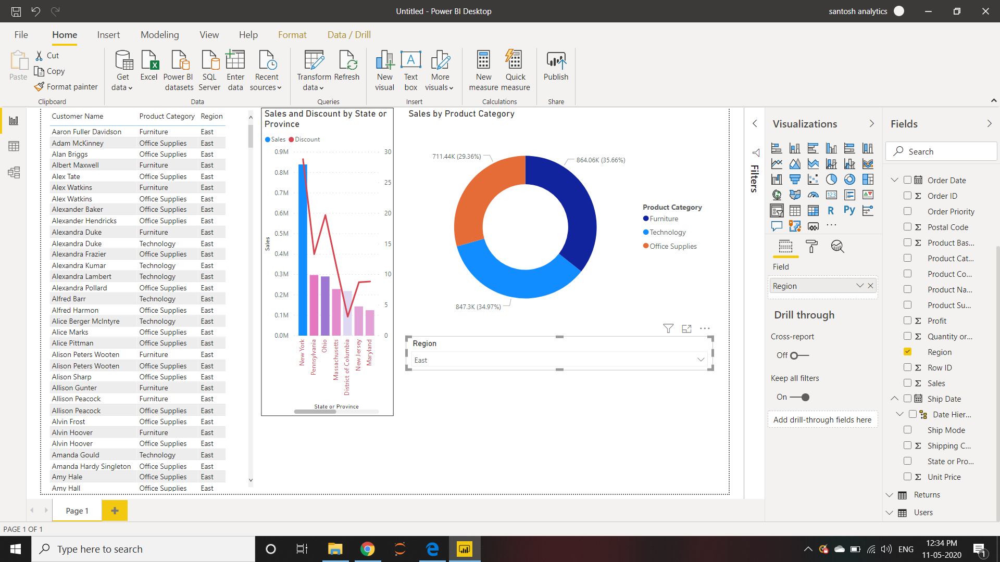 Untitled - Power BI Desktop
santosh analytics
File Home Insert Modeling View Help Format Data / Drill
Paste
Cut
Copy
Format painter
Clipboard
Get data
Excel
Power BI datasets
SQL Server
Enter data
Recent sources
Data
Transform data
Refresh
Queries
New visual
Text box
More visuals
Insert
New measure
Quick measure
Calculations
Publish
Share
Customer Name Product Category Region
Aaron Fuller Davidson Furniture East
Adam McKinney Office Supplies East
Alan Briggs Office Supplies East
Albert Maxwell Furniture East
Alex Tate Office Supplies East
Alex Watkins Furniture East
Alex Watkins Office Supplies East
Alexander Baker Office Supplies East
Alexander Hendricks Office Supplies East
Alexandra Duke Furniture East
Alexandra Duke Technology East
Alexandra Frazier Office Supplies East
Alexandra Kumar Technology East
Alexandra Lambert Technology East
Alexandra Pollard Office Supplies East
Alfred Barr Technology East
Alfred Harmon Office Supplies East
Alice Berger McIntyre Technology East
Alice Marks Office Supplies East
Alice Pittman Office Supplies East
Alison Peters Wooten Furniture East
Alison Peters Wooten Office Supplies East
Alison Sharp Office Supplies East
Allison Gunter Furniture East
Allison Peacock Furniture East
Allison Peacock Office Supplies East
Alvin Frost Office Supplies East
Alvin Hoover Furniture East
Alvin Hoover Office Supplies East
Amanda Gould Technology East
Amanda Hardy Singleton Office Supplies East
Amy Hale Office Supplies East
Amy Hall Office Supplies East
Sales and Discount by State or
Province
Sales Discount
0.9M 30
0.8M
25
0.7M
0.6M 20
0.5M
15
0.4M
0.3M 10
0.2M
5
0.1M
0.0M 0
Sales
New York
Pennsylvania
Ohio
Massachusetts
District of Columbia
New Jersey
Maryland
State or Province
Sales by Product Category
711.44K (29.36%)
864.06K (35.66%)
847.3K (34.97%)
Product Category
Furniture
Technology
Office Supplies
Region
East
Filters
Visualizations
123
R
Py
Field
Region
Drill through
Cross-report
Off
Keep all filters
On
Add drill-through fields here
Fields
Search
Order Date
Order ID
Order Priority
Postal Code
Product Bas...
Product Cat...
Product Co...
Product Na...
Product Su...
Profit
Quantity or...
Region
Row ID
Sales
Ship Date
Date Hier...
Ship Mode
Shipping C...
State or Pro...
Unit Price
Returns
Users
Page 1
PAGE 1 OF 1
Type here to search
ENG
12:34 PM
11-05-2020
1